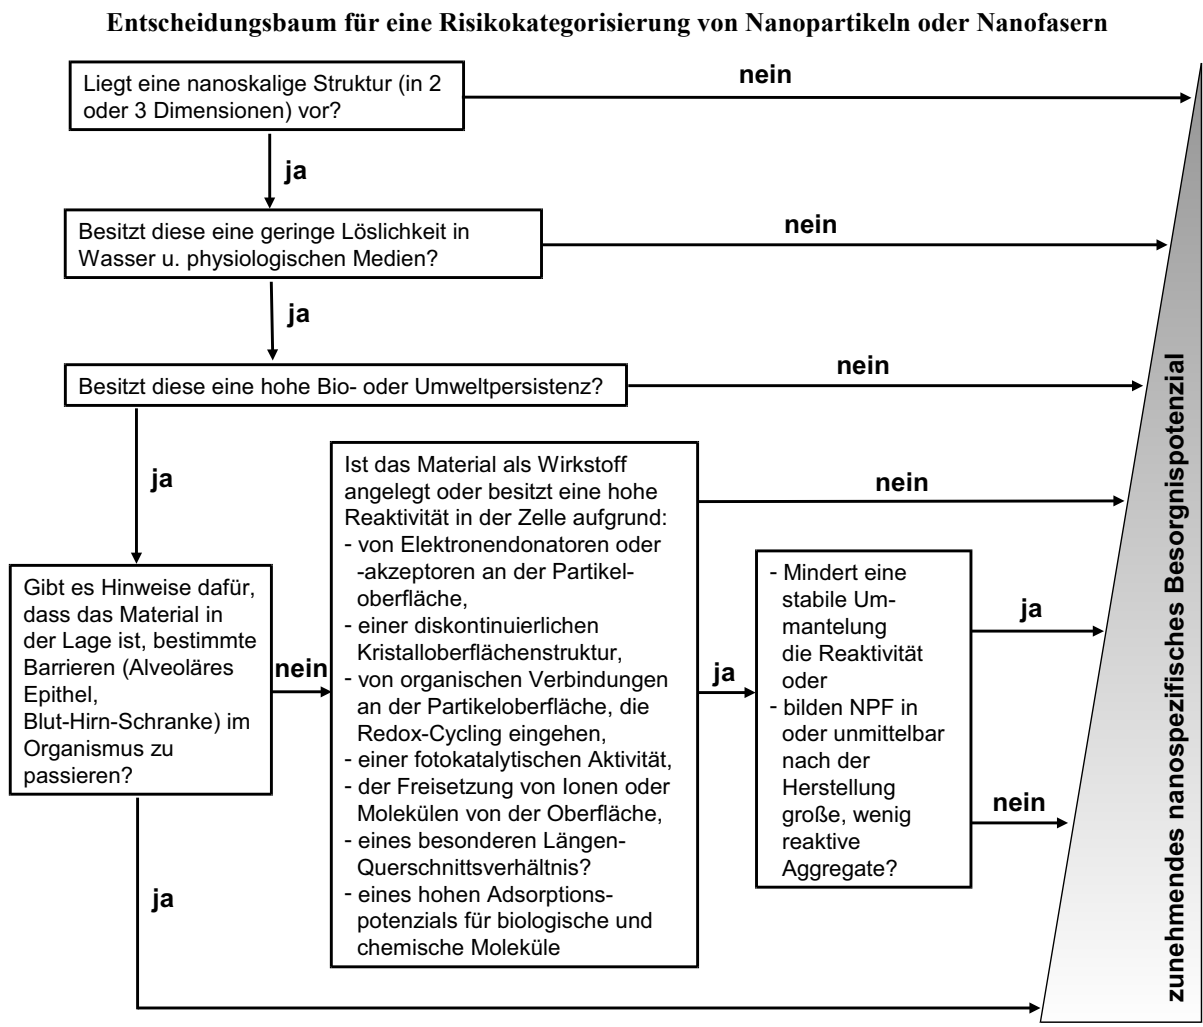 Entscheidungsbaum für eine Risikokategorisierung von Nanopartikeln oder Nanofasern
Liegt eine nanoskalige Struktur (in 2
oder 3 Dimensionen) vor?
nein
ja
Besitzt diese eine geringe Löslichkeit in
Wasser u. physiologischen Medien?
nein
ja
Besitzt diese eine hohe Bio- oder Umweltpersistenz?
nein
ja
Gibt es Hinweise dafür,
dass das Material in
der Lage ist, bestimmte
Barrieren (Alveoläres
Epithel,
Blut-Hirn-Schranke) im
Organismus zu
passieren?
nein
Ist das Material als Wirkstoff
angelegt oder besitzt eine hohe
Reaktivität in der Zelle aufgrund:
- von Elektronendonatoren oder
-akzeptoren an der Partikel-
oberfläche,
- einer diskontinuierlichen
Kristalloberflächenstruktur,
- von organischen Verbindungen
an der Partikeloberfläche, die
Redox-Cycling eingehen,
- einer fotokatalytischen Aktivität,
- der Freisetzung von Ionen oder
Molekülen von der Oberfläche,
- eines besonderen Längen-
Querschnittsverhältnis?
- eines hohen Adsorptions-
potenzials für biologische und
chemische Moleküle
nein
ja
- Mindert eine
stabile Um-
mantelung
die Reaktivität
oder
- bilden NPF in
oder unmittelbar
nach der
Herstellung
große, wenig
reaktive
Aggregate?
ja
nein
ja
zunehmendes nanospezifisches Besorgnispotenzial